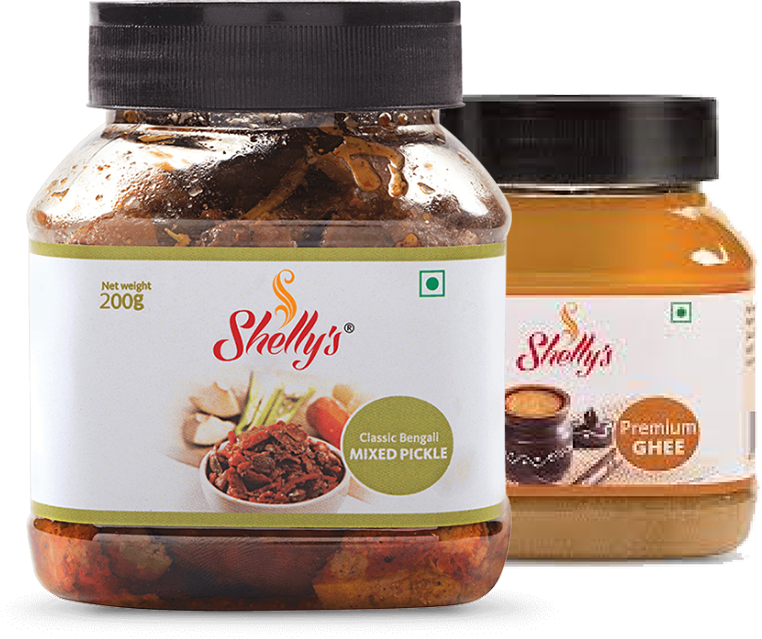 Net weight
200g
Shelly's®
Classic Bengali
MIXED PICKLE
Shelly's
Premium
GHEE